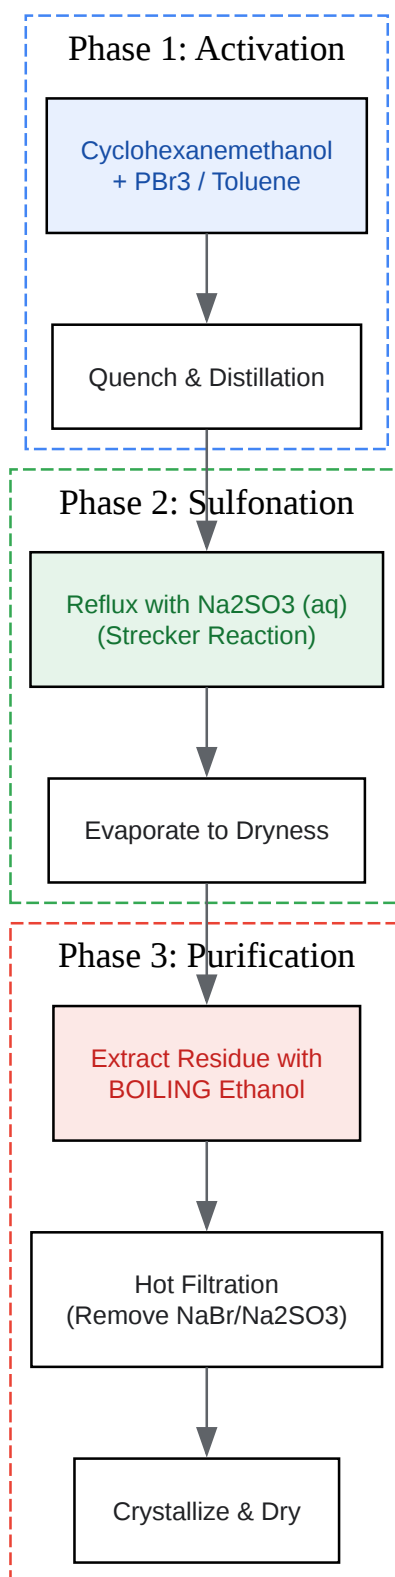 Phase 1: Activation
Cyclohexanemethanol
+ PBr3 / Toluene
Quench & Distillation
Phase 2: Sulfonation
Reflux with Na2SO3 (aq)
(Strecker Reaction)
Evaporate to Dryness
Phase 3: Purification
Extract Residue with
BOILING Ethanol
Hot Filtration
(Remove NaBr/Na2SO3)
Crystallize & Dry